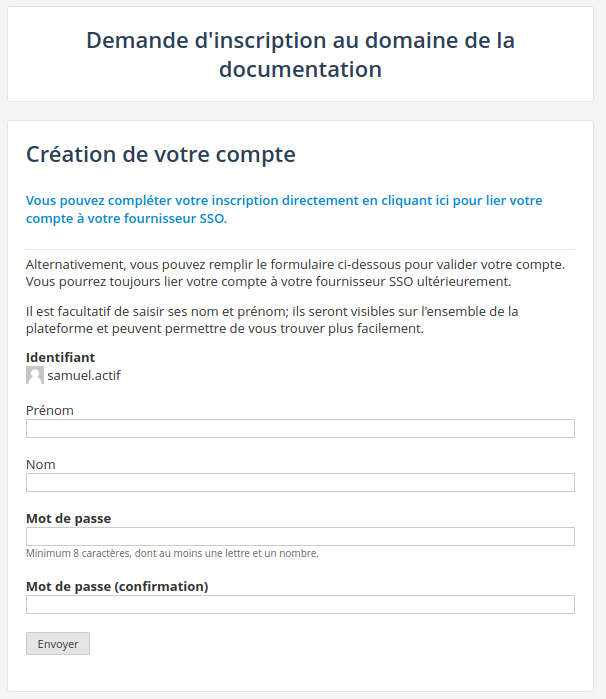 Demande d'inscription au domaine de la
documentation
Création de votre compte
Vous pouvez compléter votre inscription directement en cliquant ici pour lier votre
compte à votre fournisseur SSO.
Alternativement, vous pouvez remplir le formulaire ci-dessous pour valider votre compte.
Vous pourrez toujours lier votre compte à votre fournisseur SSO ultérieurement.
Il est facultatif de saisir ses nom et prénom; ils seront visibles sur l'ensemble de la
plateforme et peuvent permettre de vous trouver plus facilement.
Identifiant
samuel.actif
Prénom
Nom
Mot de passe
Minimum 8 caractères, dont au moins une lettre et un nombre.
Mot de passe (confirmation)
Envoyer